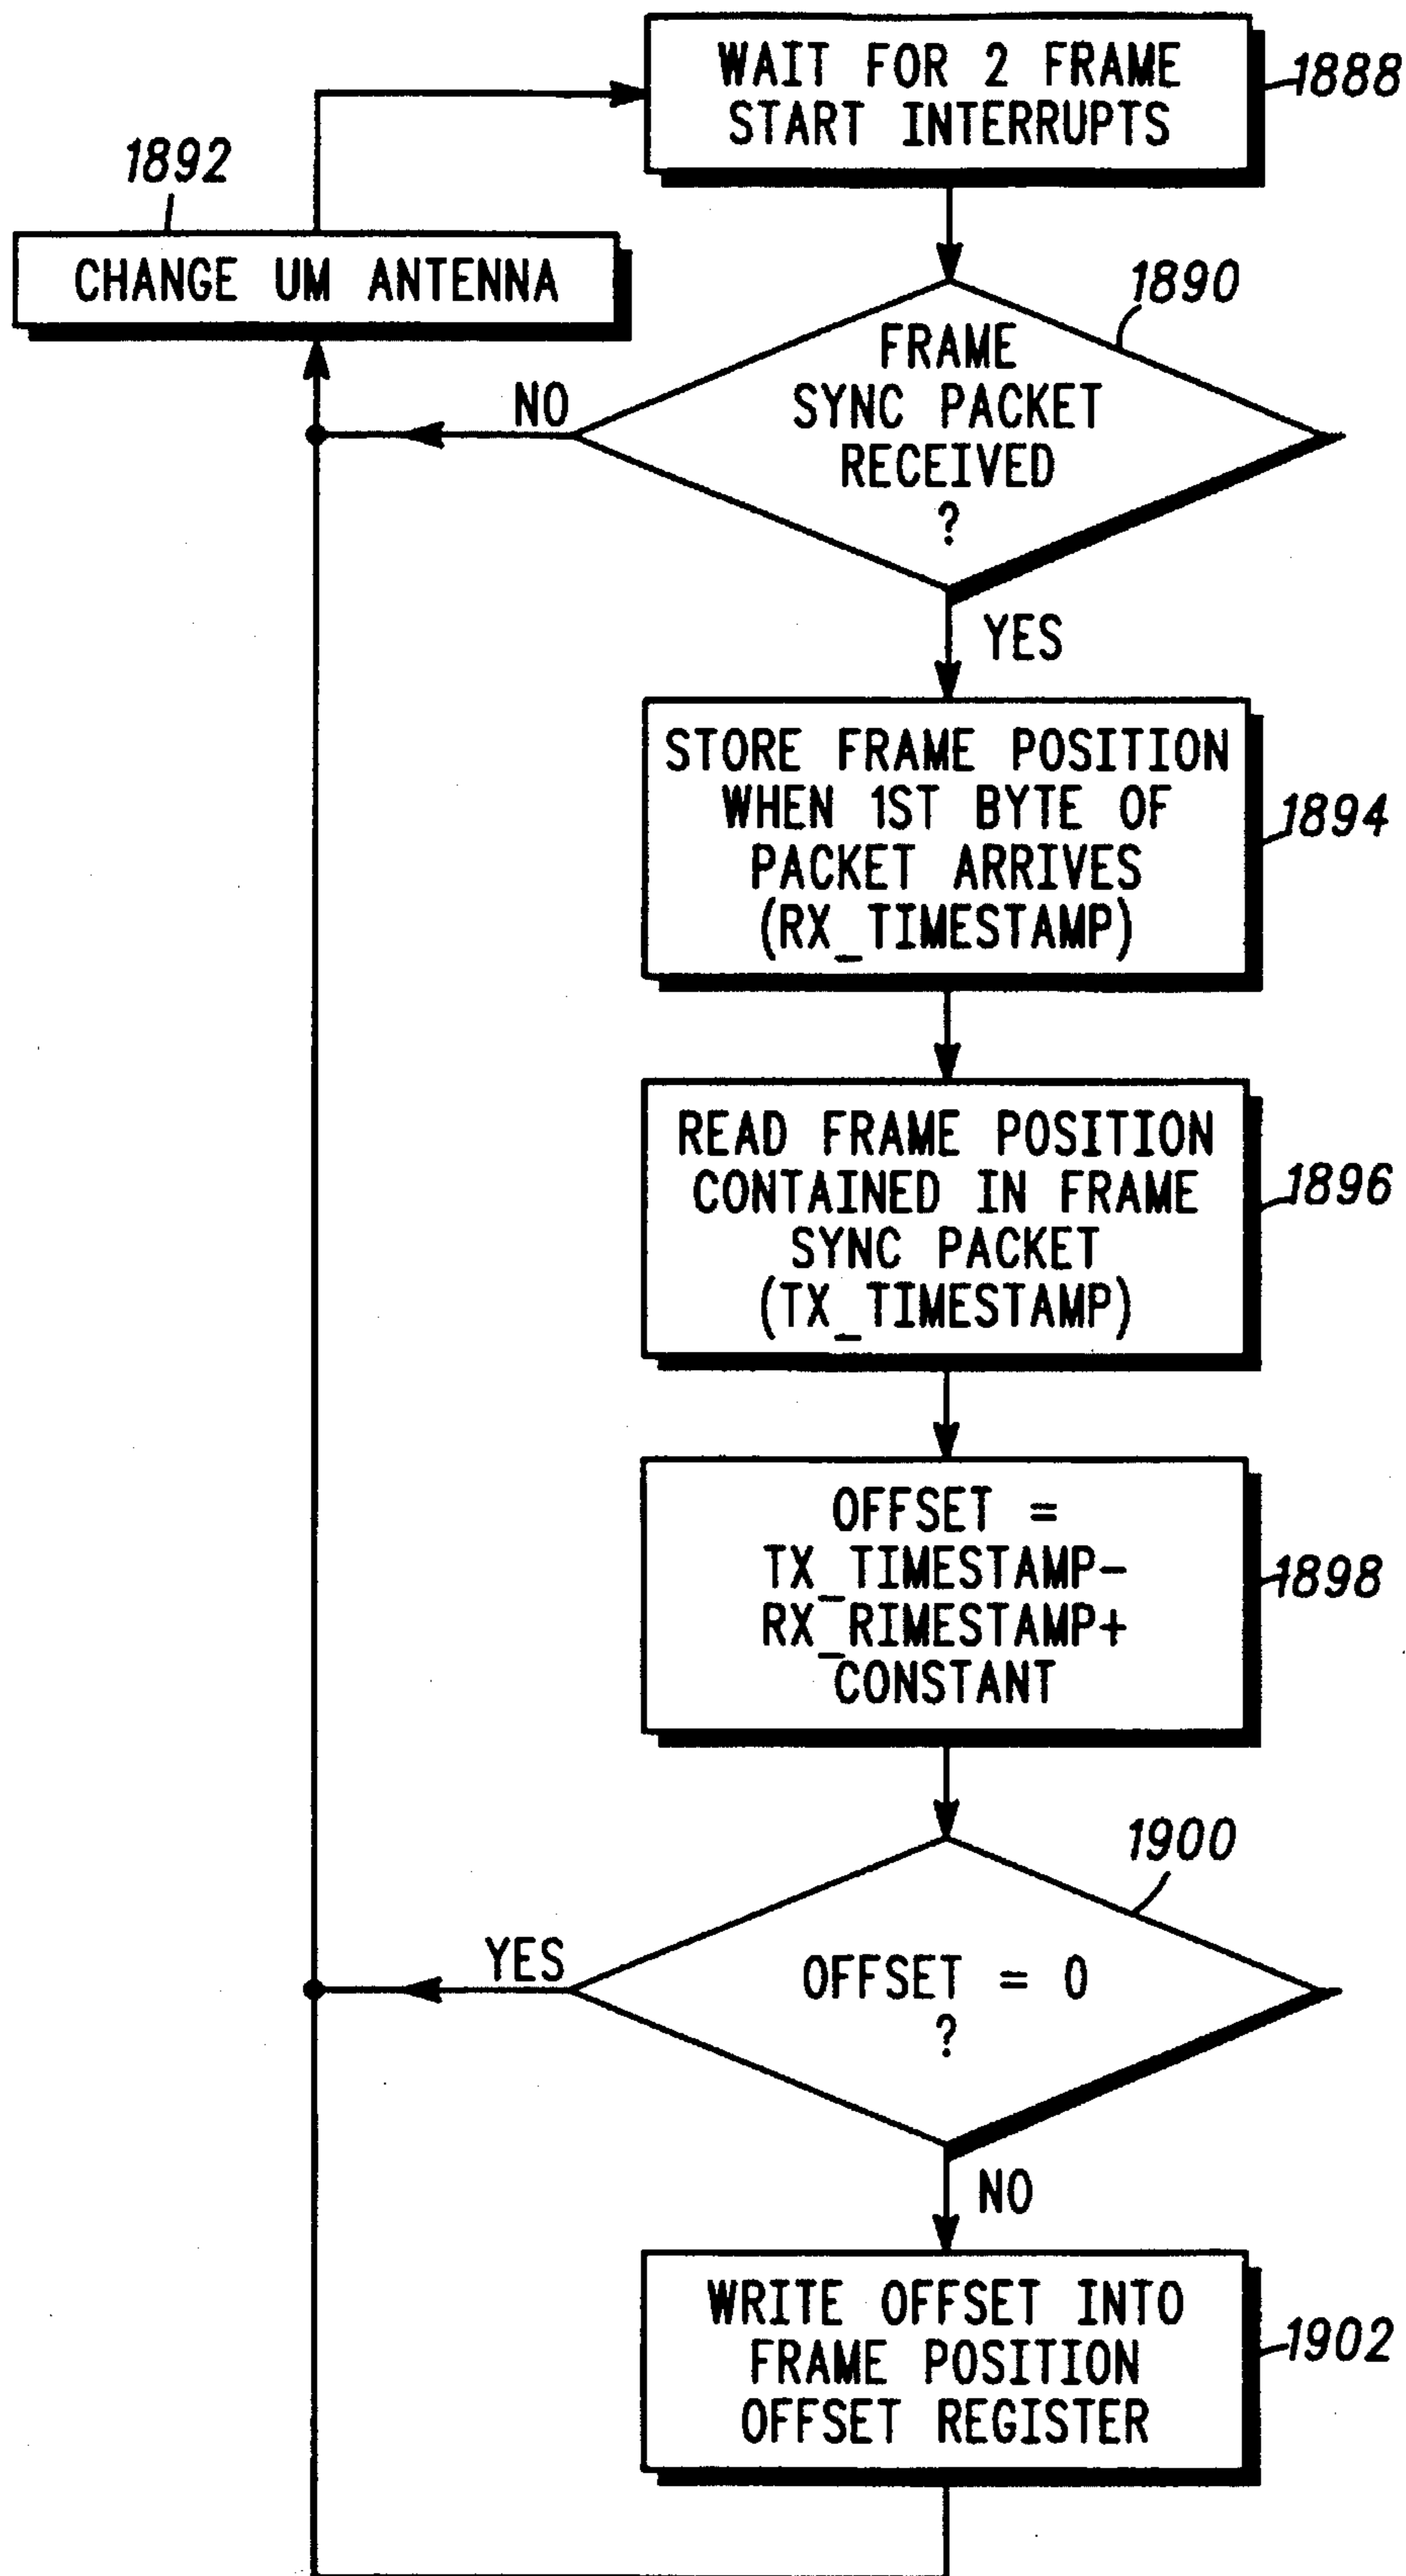 WAIT FOR 2 FRAME
START INTERRUPTS
1888
1892
CHANGE UM ANTENNA
1890
FRAME
SYNC PACKET
RECEIVED
?
NO
YES
STORE FRAME POSITION
WHEN 1ST BYTE OF
PACKET ARRIVES
(RX_TIMESTAMP)
1894
READ FRAME POSITION
CONTAINED IN FRAME
SYNC PACKET
(TX_TIMESTAMP)
1896
OFFSET =
TX_TIMESTAMP-
RX_RIMESTAMP+
CONSTANT
1898
1900
OFFSET = 0
?
YES
NO
WRITE OFFSET INTO
FRAME POSITION
OFFSET REGISTER
1902